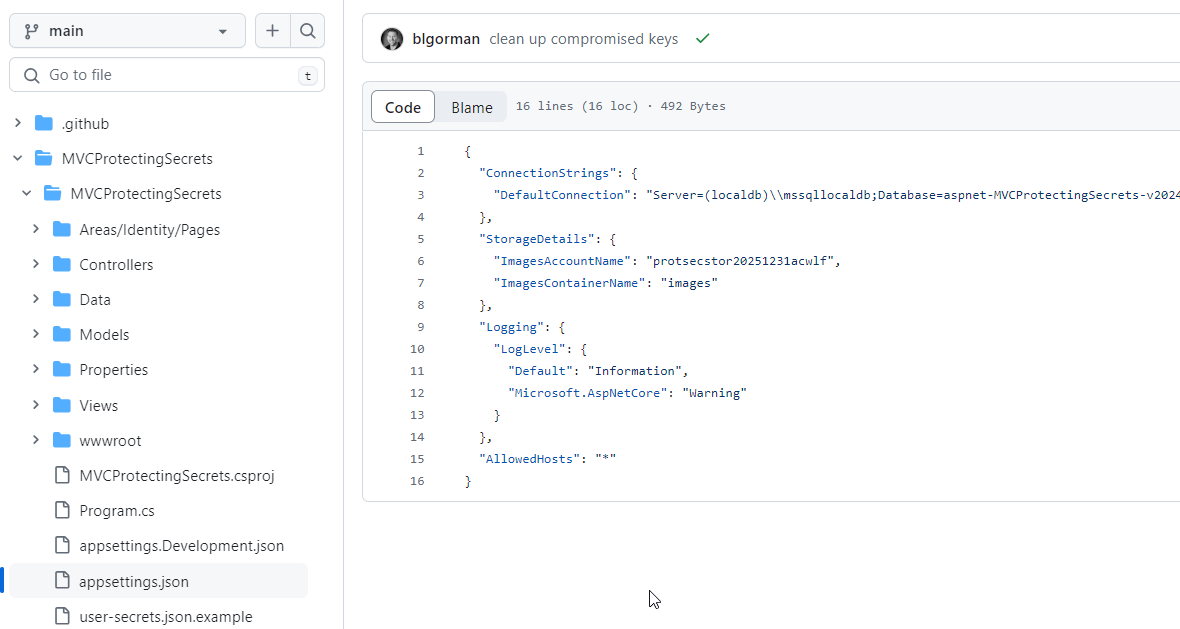 main
Go to file
t
.github
MVCProtectingSecrets
MVCProtectingSecrets
Areas/Identity/Pages
Controllers
Data
Models
Properties
Views
wwwroot
MVCProtectingSecrets.csproj
Program.cs
appsettings.Development.json
appsettings.json
user-secrets.json.example
blgorman clean up compromised keys
Code Blame 16 lines (16 loc) · 492 Bytes
1 {
2 "ConnectionStrings": {
3 "DefaultConnection": "Server=(localdb)\\mssqllocaldb;Database=aspnet-MVCProtectingSecrets-v2024
4 },
5 "StorageDetails": {
6 "ImagesAccountName": "protsecstor20251231acwlf",
7 "ImagesContainerName": "images"
8 },
9 "Logging": {
10 "LogLevel": {
11 "Default": "Information",
12 "Microsoft.AspNetCore": "Warning"
13 }
14 },
15 "AllowedHosts": "*"
16 }